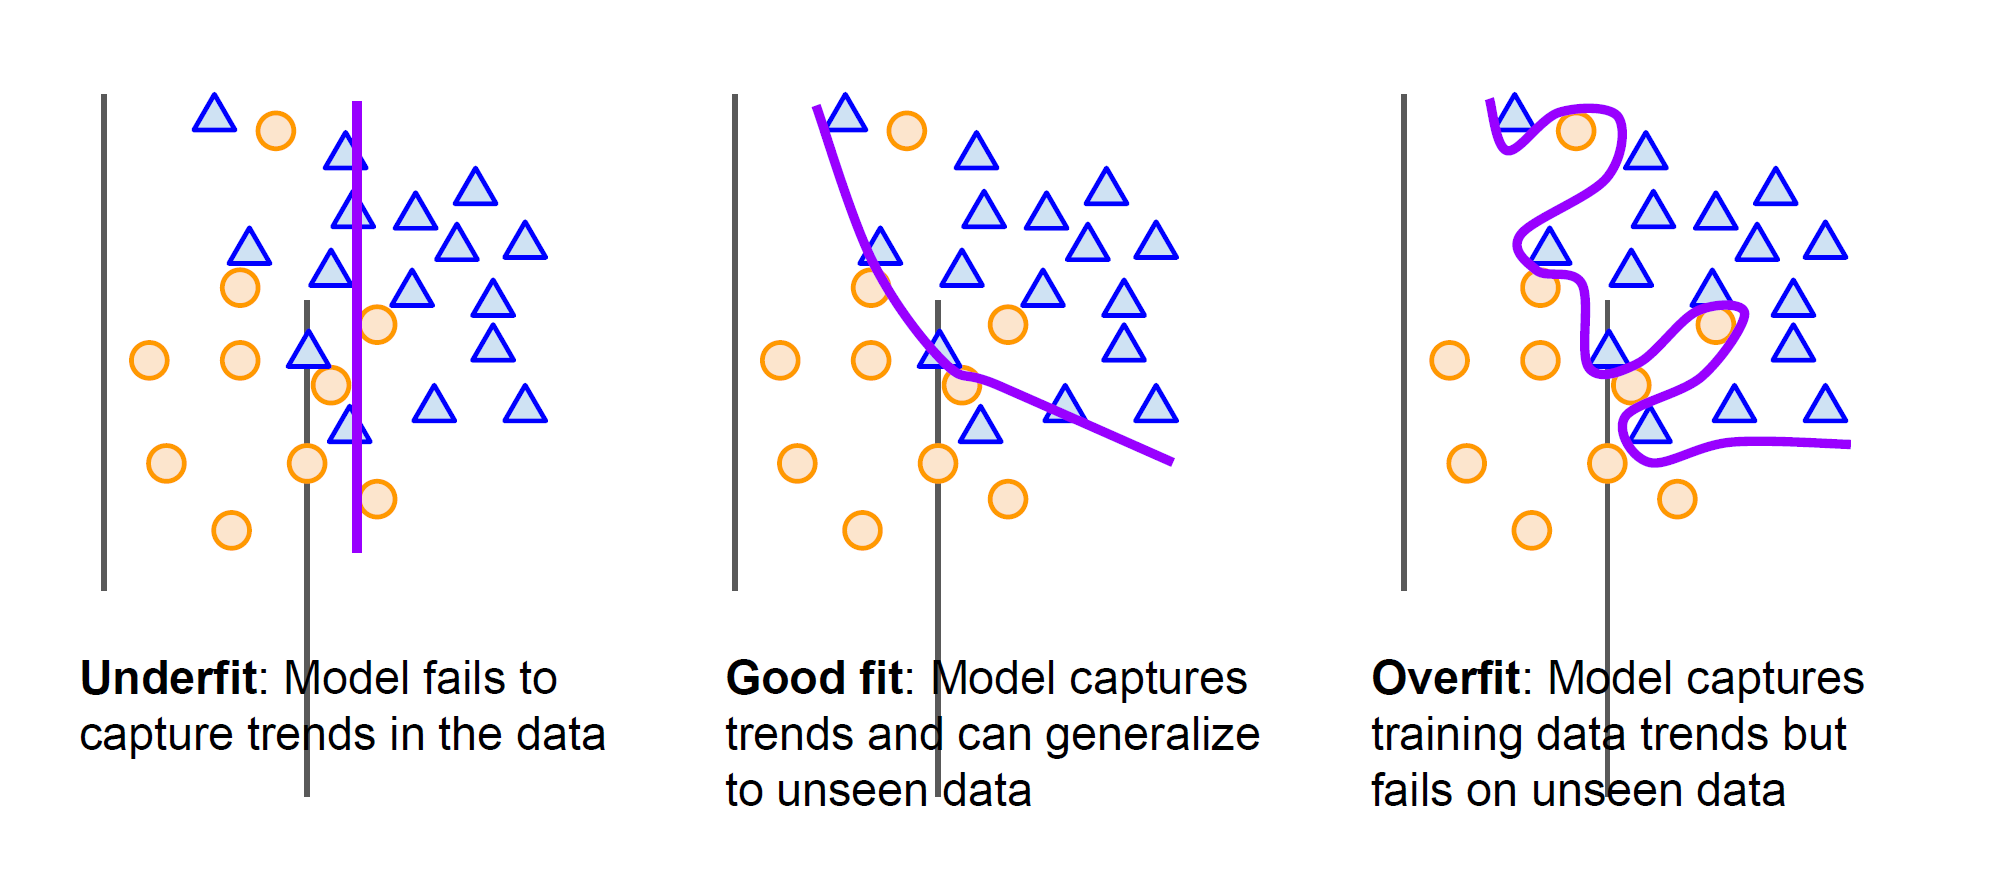 Underfit: Model fails to
capture trends in the data
Good fit: Model captures
trends and can generalize
to unseen data
Overfit: Model captures
training data trends but
fails on unseen data